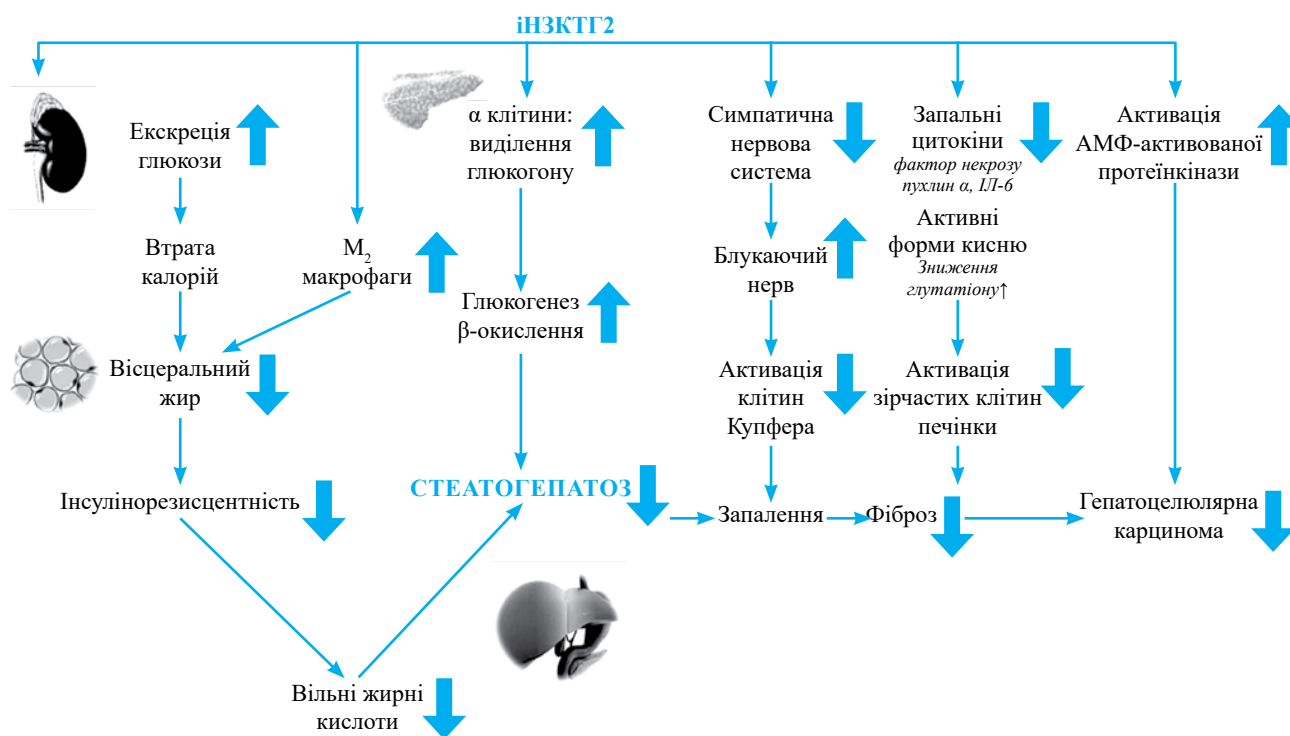 іНЗКТГ2
Екскреція
глюкози
Втрата
калорій
М₂
макрофаги
Вісцеральний
жир
Інсулінорезисцентність
Вільні жирні
кислоти
α клітини:
виділення
глюкогону
Глюкогенез
β-окислення
СТЕАТОГЕПАТОЗ
Симпатична
нервова
система
Блукаючий
нерв
Активація
клітин
Купфера
Запалення
Запальні
цитокіни
фактор некрозу
пухлин α, ІЛ-6
Активні
форми кисню
Зниження
глутатіону↑
Активація
зірчастих клітин
печінки
Фіброз
Активація
АМФ-активованої
протеїнкінази
Гепатоцелюлярна
карцинома